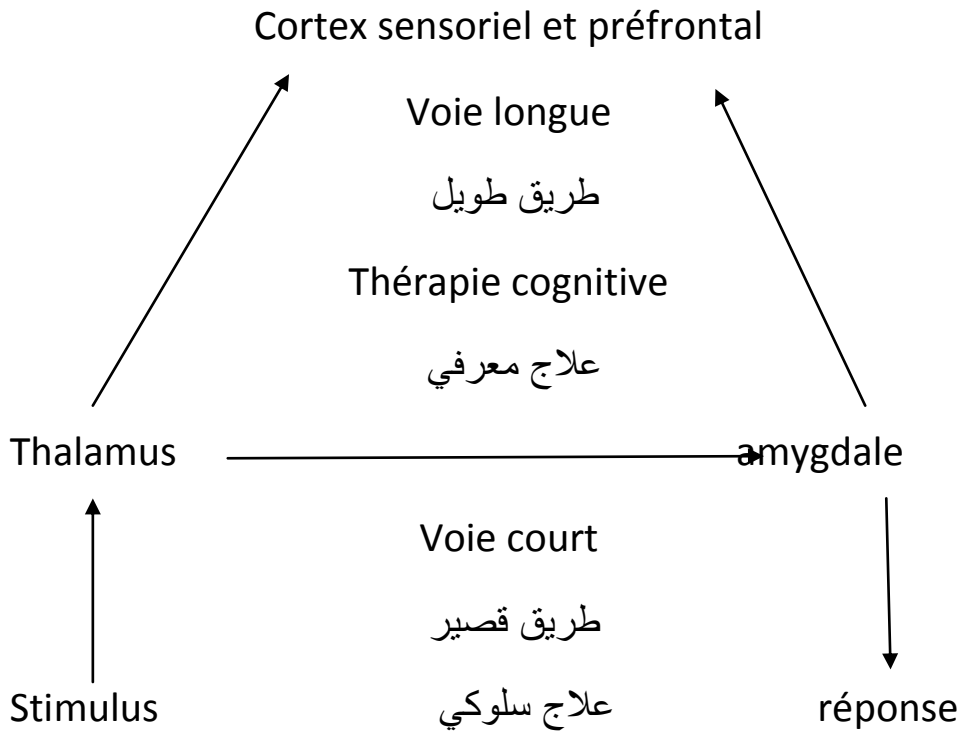 Cortex sensoriel et préfrontal
Voie longue
طريق طويل
Thérapie cognitive
علاج معرفي
Thalamus
amygdale
Voie court
طريق قصير
Stimulus
علاج سلوكي
réponse